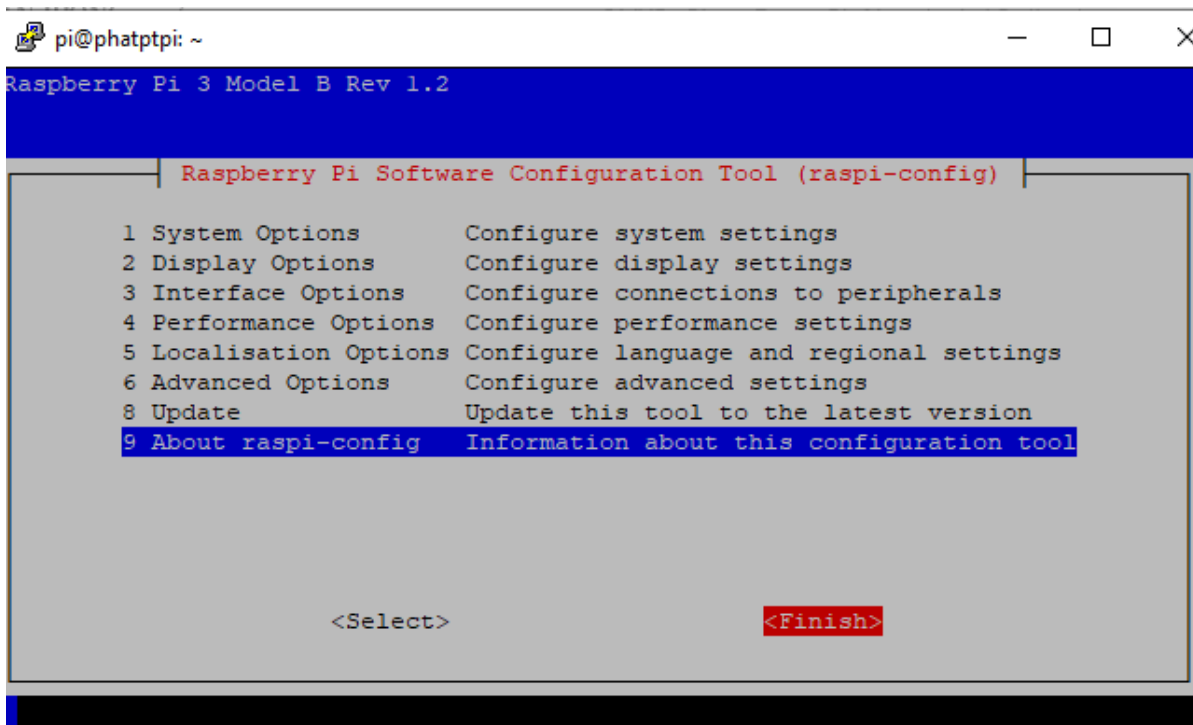 pi@phatptpi: ~
Raspberry Pi 3 Model B Rev 1.2
Raspberry Pi Software Configuration Tool (raspi-config)
1 System Options Configure system settings
2 Display Options Configure display settings
3 Interface Options Configure connections to peripherals
4 Performance Options Configure performance settings
5 Localisation Options Configure language and regional settings
6 Advanced Options Configure advanced settings
8 Update Update this tool to the latest version
9 About raspi-config Information about this configuration tool
<Select> <Finish>